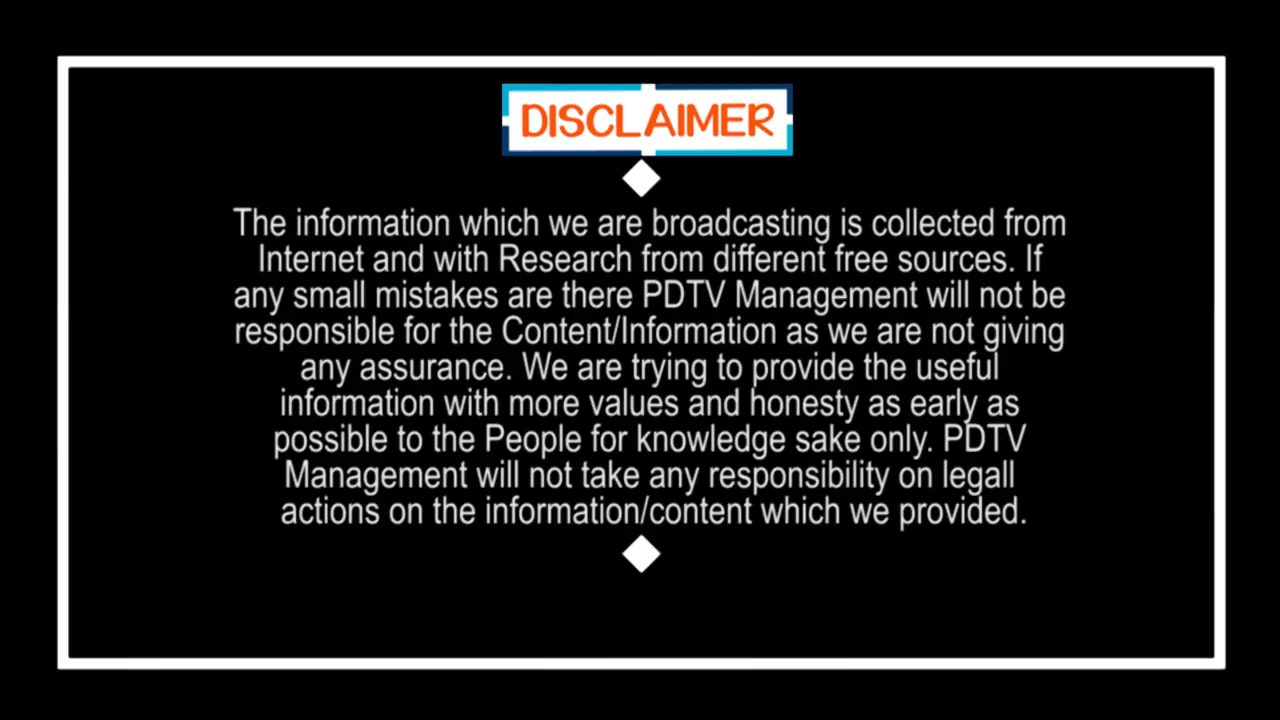 DISCLAIMER
The information which we are broadcasting is collected from
Internet and with Research from different free sources. If
any small mistakes are there PDTV Management will not be
responsible for the Content/Information as we are not giving
any assurance. We are trying to provide the useful
information with more values and honesty as early as
possible to the People for knowledge sake only. PDTV
Management will not take any responsibility on legall
actions on the information/content which we provided.